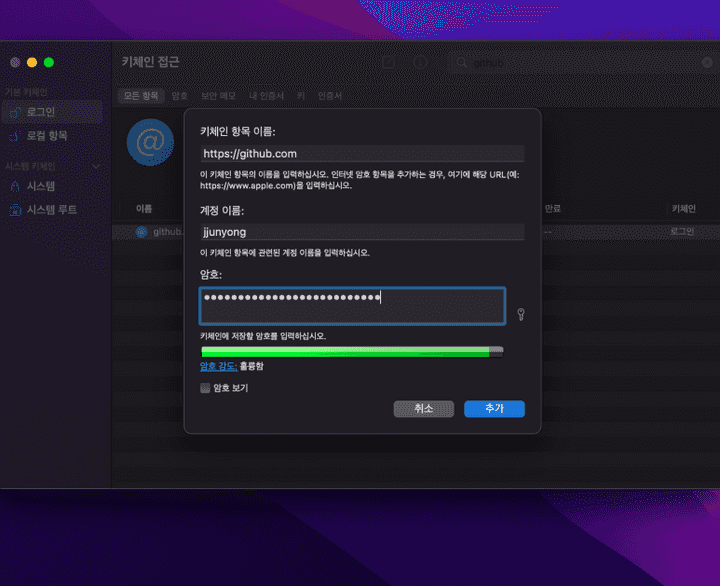 키체인 접근
github
기본 키체인
로그인
로컬 항목
시스템 키체인
시스템
시스템 루트
모든 항목 암호 보안 메모 내 인증서 키 인증서
@
이름 만료 키체인
github. -- 로그인
키체인 항목 이름:
https://github.com
이 키체인 항목의 이름을 입력하십시오. 인터넷 암호 항목을 추가하는 경우, 여기에 해당 URL(예:
https://www.apple.com)을 입력하십시오.
계정 이름:
jjunyong
이 키체인 항목에 관련된 계정 이름을 입력하십시오.
암호:
키체인에 저장할 암호를 입력하십시오.
암호 강도: 훌륭함
암호 보기
취소 추가